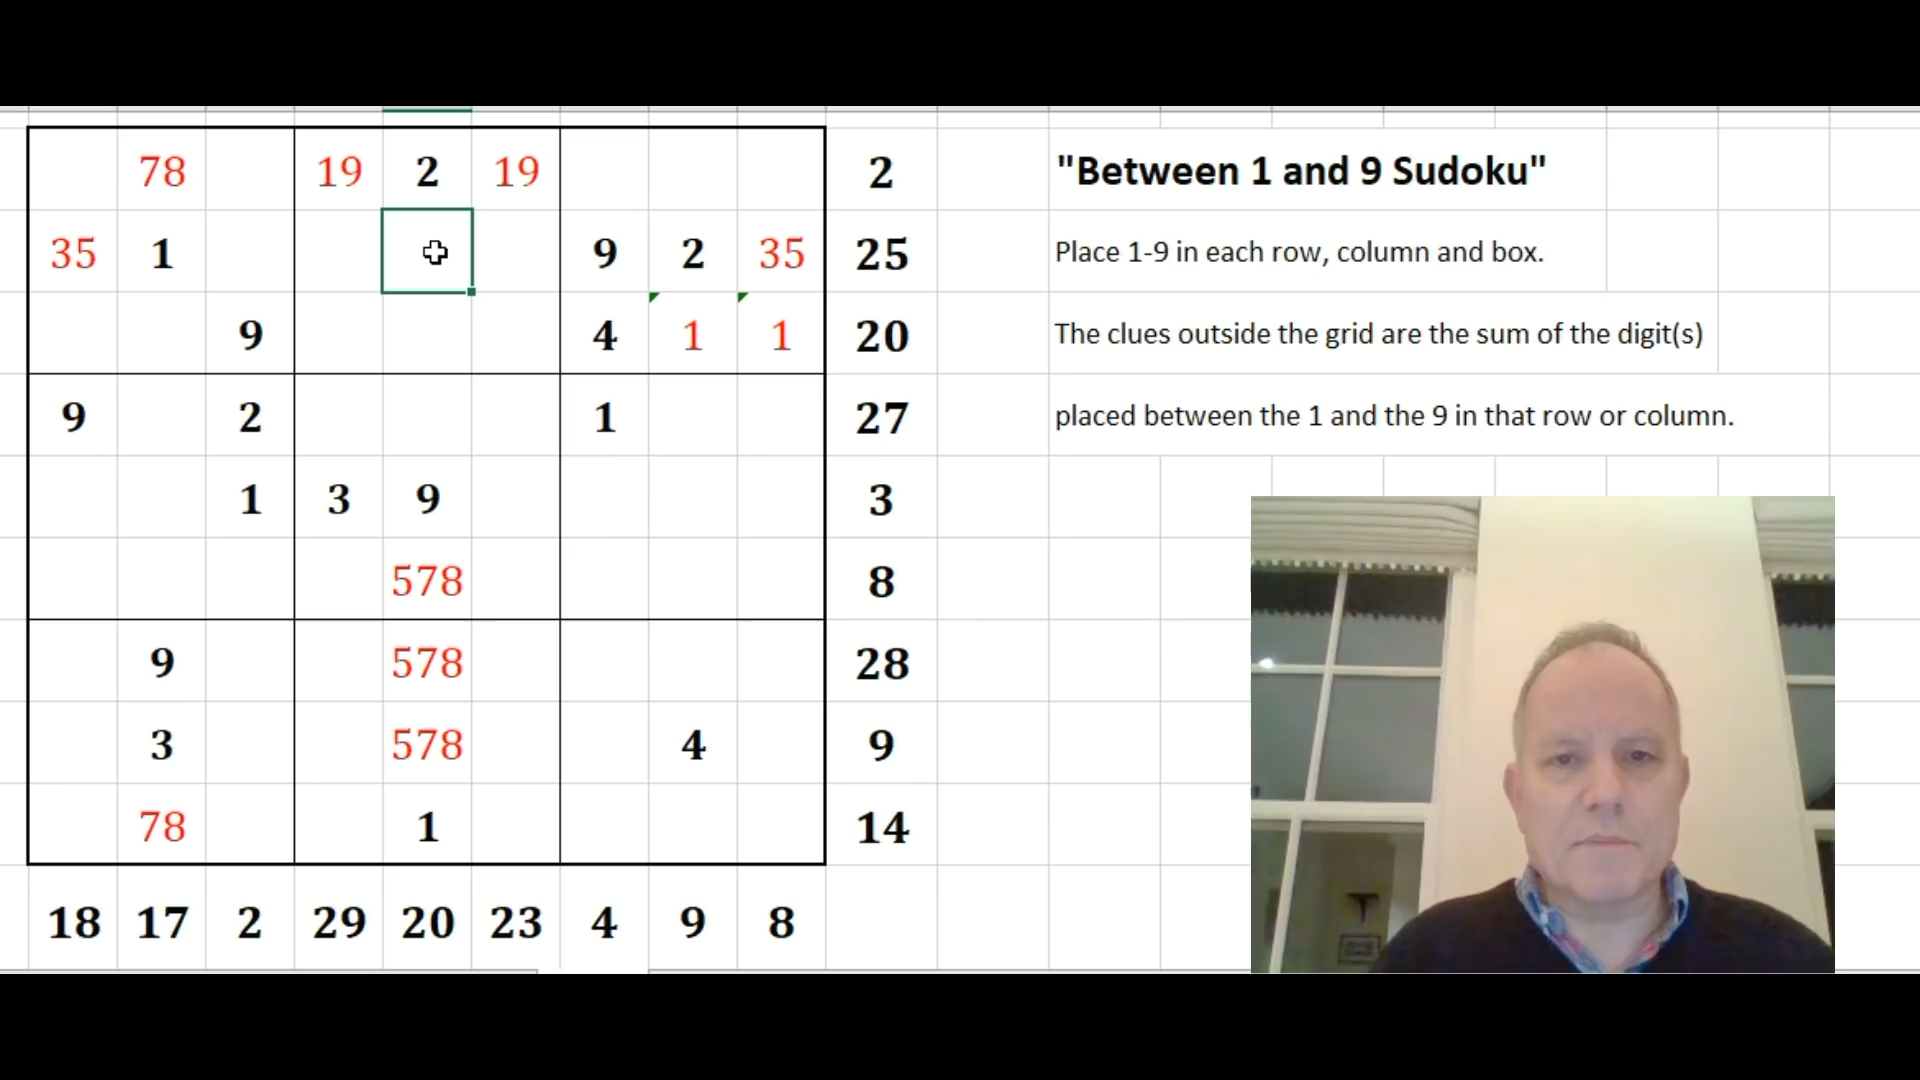 78 19 2 19 2 "Between 1 and 9 Sudoku"
35 1 9 2 35 25 Place 1-9 in each row, column and box.
9 4 1 1 20 The clues outside the grid are the sum of the digit(s)
9 2 1 27 placed between the 1 and the 9 in that row or column.
1 3 9 3
578 8
9 578 28
3 578 4 9
78 1 14
18 17 2 29 20 23 4 9 8